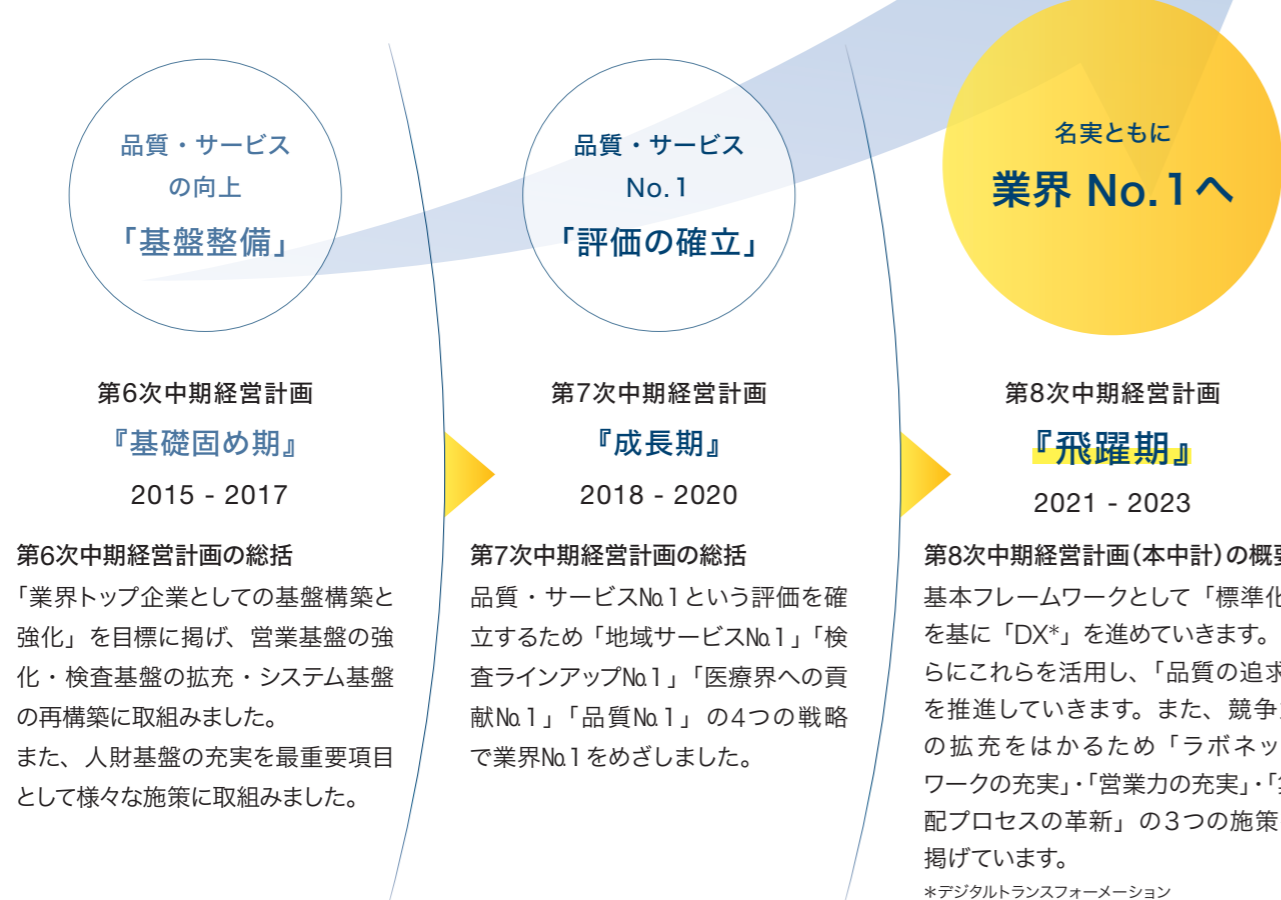 品質・サービス
の向上
「基盤整備」
第6次中期経営計画
『基礎固め期』
2015 - 2017
第6次中期経営計画の総括
「業界トップ企業としての基盤構築と
強化」を目標に掲げ、営業基盤の強
化・検査基盤の拡充・システム基盤
の再構築に取組みました。
また、人財基盤の充実を最重要項目
として様々な施策に取組みました。
品質・サービス
No.1
「評価の確立」
第7次中期経営計画
『成長期』
2018 - 2020
第7次中期経営計画の総括
品質・サービス№1という評価を確
立するため「地域サービス№1」「検
査ラインアップ№1」「医療界への貢
献№1」「品質№1」の4つの戦略
で業界№1をめざしました。
名実ともに
業界 No.1へ
第8次中期経営計画
『飛躍期』
2021 - 2023
第8次中期経営計画(本中計)の概
基本フレームワークとして「標準化
を基に「DX*」を進めていきます。
らにこれらを活用し、「品質の追求
を推進していきます。また、競争
の拡充をはかるため「ラボネッ
ワークの充実」・「営業力の充実」・「
配プロセスの革新」の3つの施策
掲げています。
*デジタルトランスフォーメーション